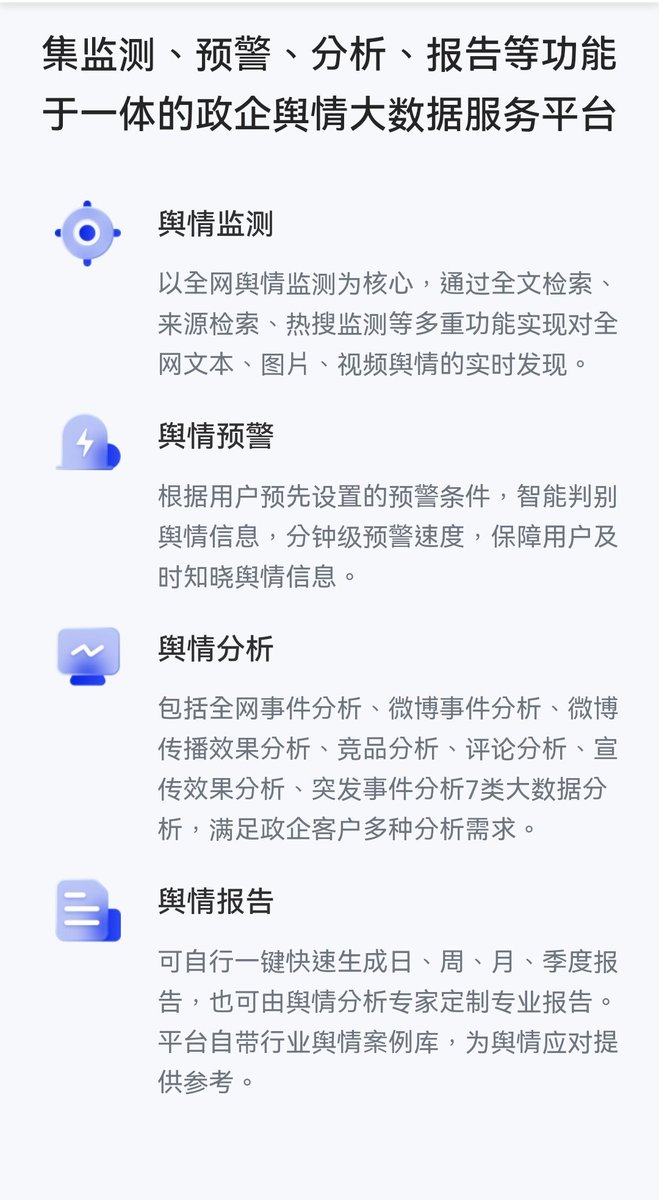 集监测、预警、分析、报告等功能
于一体的政企舆情大数据服务平台
舆情监测
以全网舆情监测为核心，通过全文检索、
来源检索、热搜监测等多重功能实现对全
网文本、图片、视频舆情的实时发现。
舆情预警
根据用户预先设置的预警条件，智能判别
舆情信息，分钟级预警速度，保障用户及
时知晓舆情信息。
舆情分析
包括全网事件分析、微博事件分析、微博
传播效果分析、竞品分析、评论分析、宣
传效果分析、突发事件分析7类大数据分
析，满足政企客户多种分析需求。
舆情报告
可自行一键快速生成日、周、月、季度报
告，也可由舆情分析专家定制专业报告。
平台自带行业舆情案例库，为舆情应对提
供参考。